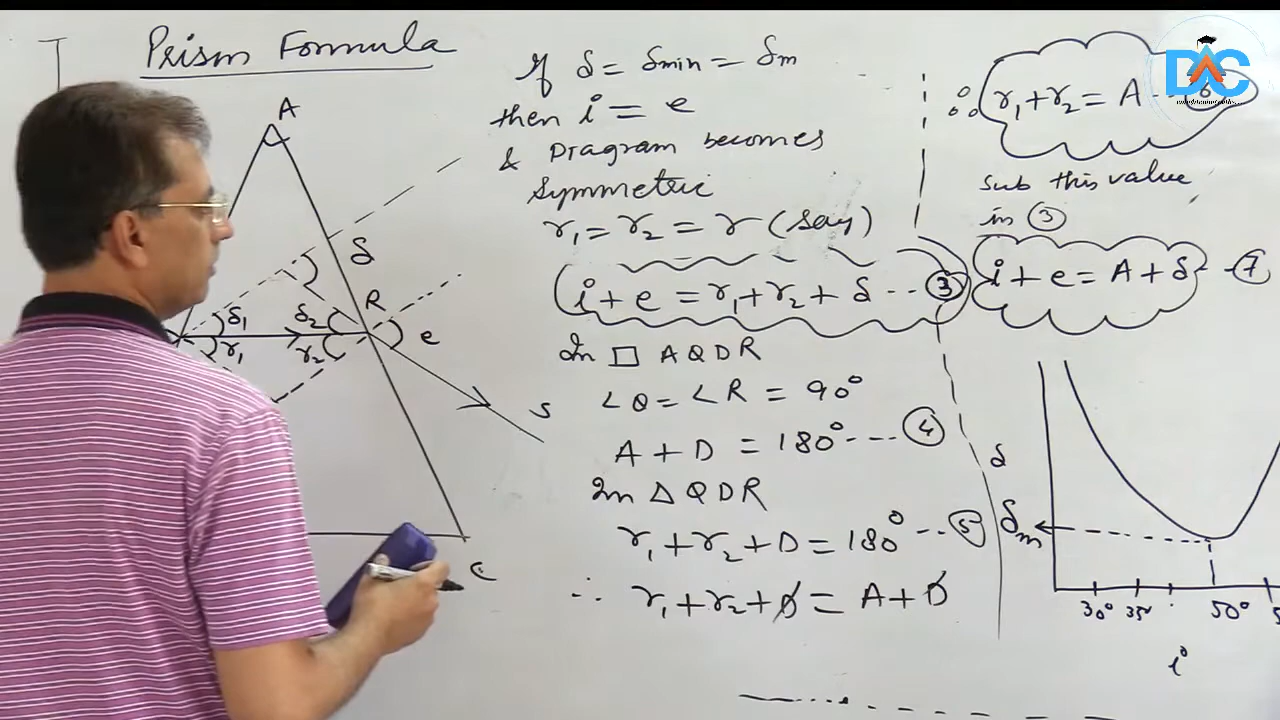 Prism Formula
A
δ
δ₁
δ₂
R
r₁
r₂
e
S
C
If δ = δmin = δm
then i = e
& Diagram becomes
Symmetric
r₁ = r₂ = r (say)
i + e = r₁ + r₂ + δ --- ③
In □ AQDR
∠Q = ∠R = 90°
A + D = 180° --- ④
In Δ QDR
r₁ + r₂ + D = 180° --- ⑤
∴ r₁ + r₂ + D = A + D
∴ r₁ + r₂ = A -- ⑥
Sub this value
in ③
i + e = A + δ - ⑦
δ
δm
30° 35° 50°
i°
DAC